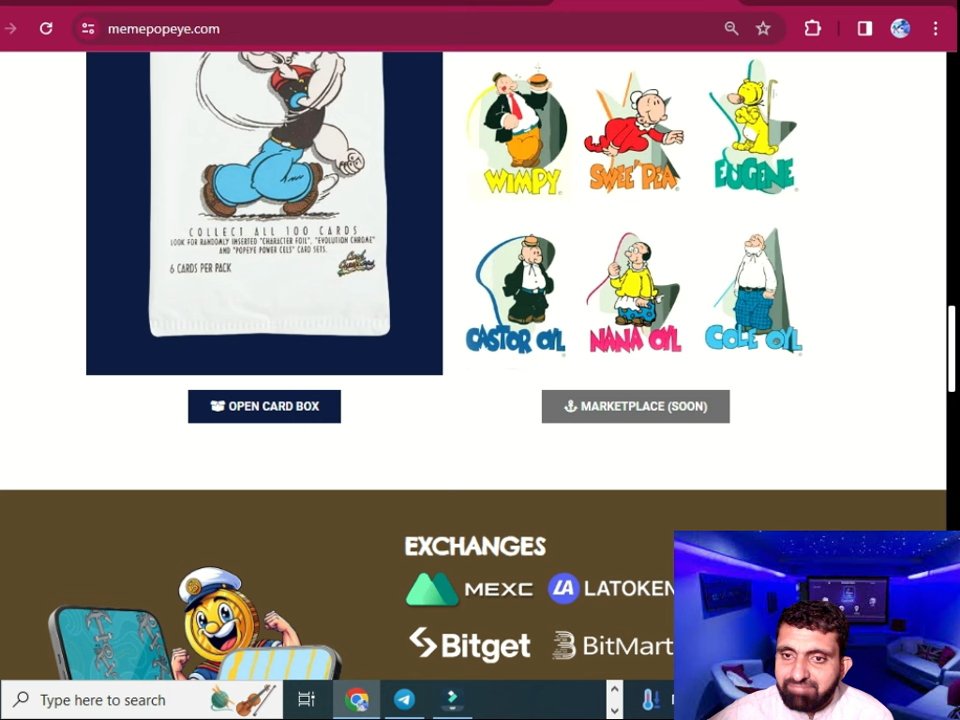 memepopeye.com
COLLECT ALL 100 CARDS
LOOK FOR RANDOMLY INSERTED "CHARACTER FOIL", "EVOLUTION CHROME"
AND "POPEYE POWER CELS" CARD SETS.
6 CARDS PER PACK
WIMPY
SWEE'PEA
EUGENE
CASTOR OYL
NANA OYL
COLE OYL
OPEN CARD BOX
MARKETPLACE (SOON)
EXCHANGES
MEXC
LA LATOKEN
Bitget
BitMart
Type here to search